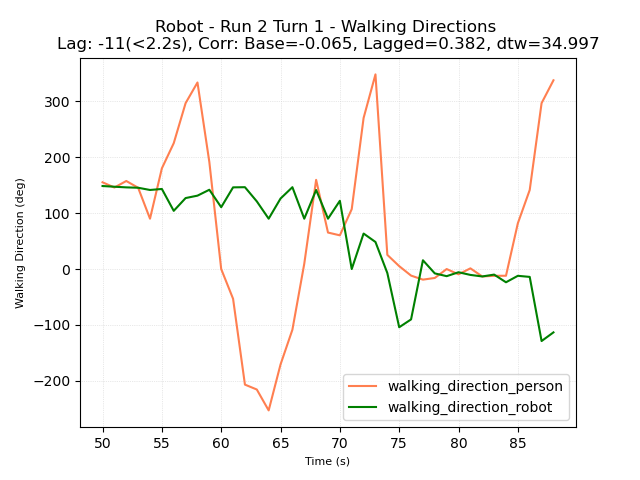 Robot - Run 2 Turn 1 - Walking Directions
Lag: -11(<2.2s), Corr: Base=-0.065, Lagged=0.382, dtw=34.997
300
200
100
0
−100
−200
Walking Direction (deg)
walking_direction_person
walking_direction_robot
50 55 60 65 70 75 80 85
Time (s)